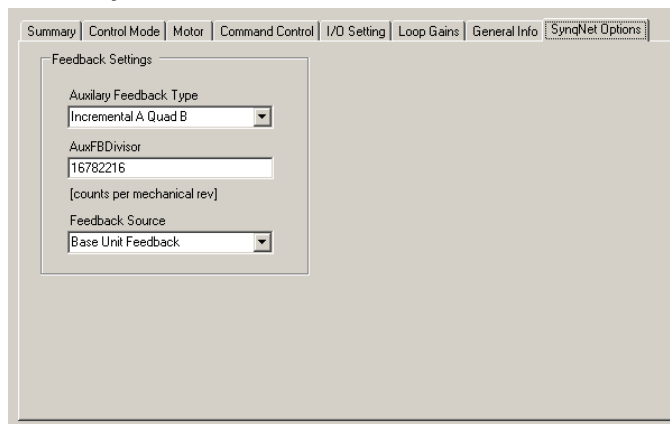 Summary Control Mode Motor Command Control I/O Setting Loop Gains General Info SynqNet Options
Feedback Settings
Auxilary Feedback Type
Incremental A Quad B
AuxFBDivisor
16782216
[counts per mechanical rev]
Feedback Source
Base Unit Feedback